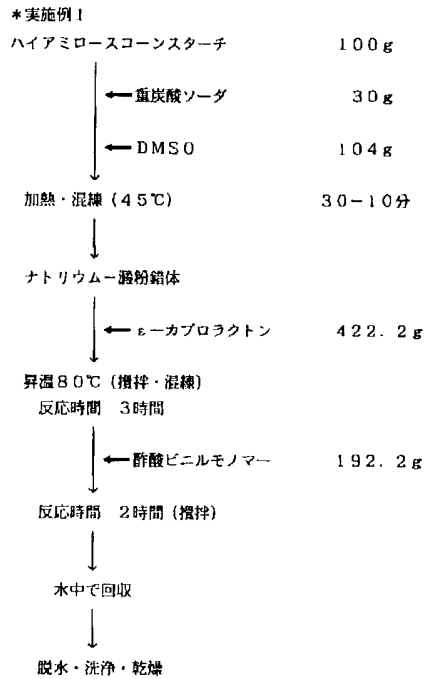 *実施例1
ハイアミロースコーンスターチ 100g
重炭酸ソーダ 30g
DMSO 104g
加熱・混練(45℃) 30-10分
ナトリウムー澱粉錯体
ε-カプロラクトン 422.2g
昇温80℃(攪拌・混練)
反応時間 3時間
酢酸ビニルモノマー 192.2g
反応時間 2時間(攪拌)
水中で回収
脱水・洗浄・乾燥